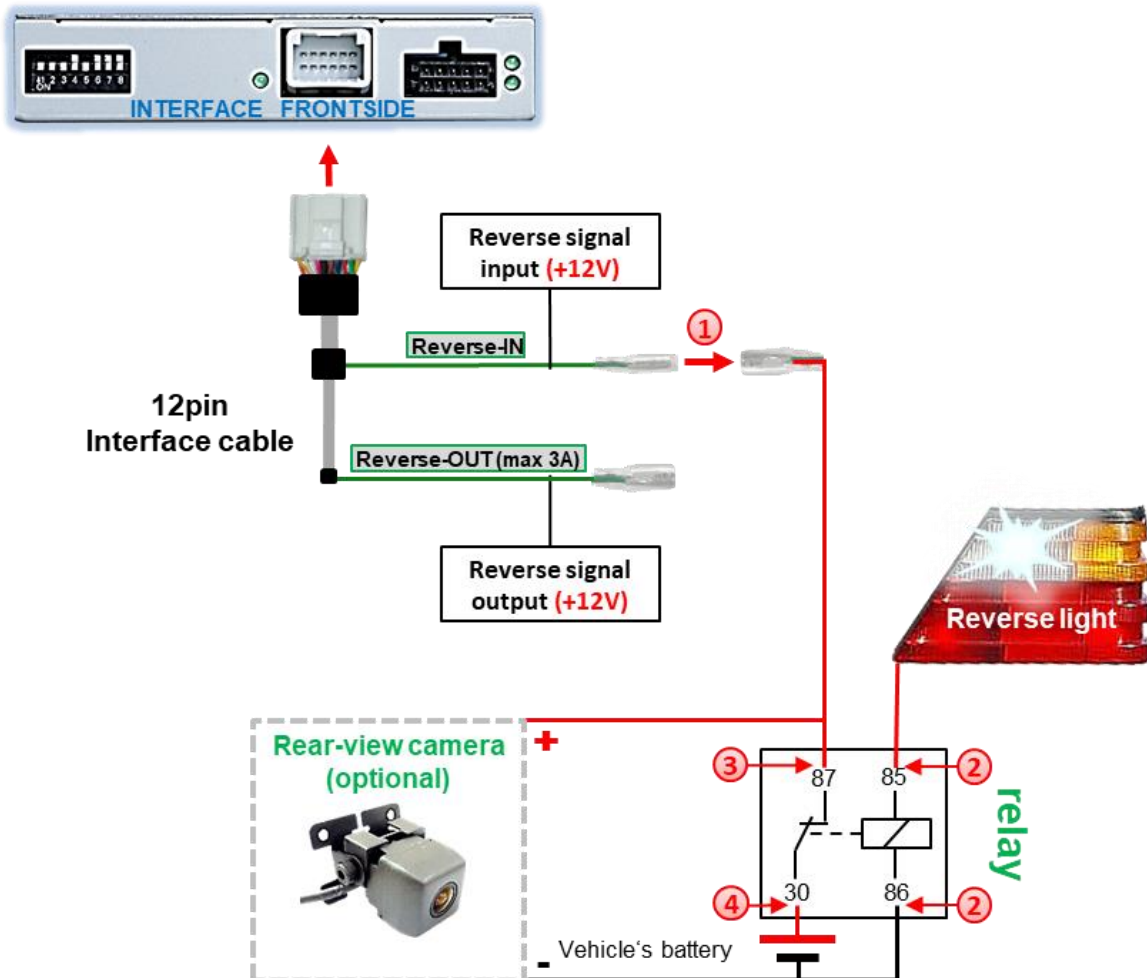 1 2 3 4 5 6 7 8
ON
INTERFACE FRONTSIDE
Reverse signal
input (+12V)
1
Reverse-IN
12pin
Interface cable
Reverse-OUT (max 3A)
Reverse signal
output (+12V)
Reverse light
Rear-view camera
(optional)
+
3
87
85
2
relay
4
30
86
2
-
Vehicle's battery